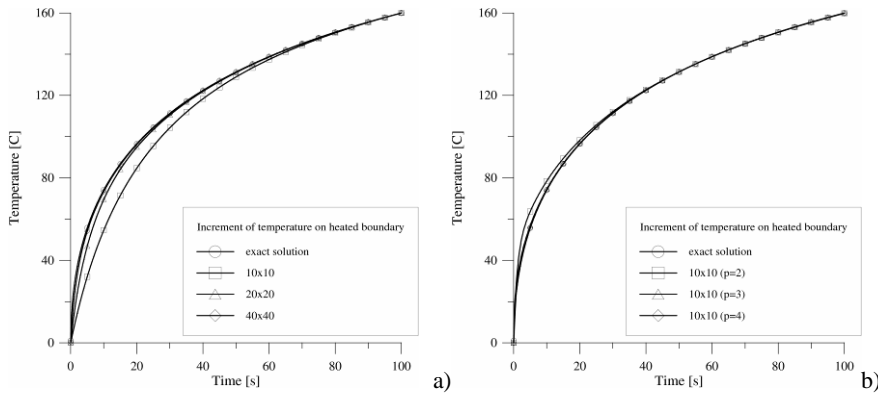 160
120
80
40
0
Temperature [C]
Increment of temperature on heated boundary
exact solution
10x10
20x20
40x40
0 20 40 60 80 100
Time [s]
a)
160
120
80
40
0
Temperature [C]
Increment of temperature on heated boundary
exact solution
10x10 (p=2)
10x10 (p=3)
10x10 (p=4)
0 20 40 60 80 100
Time [s]
b)